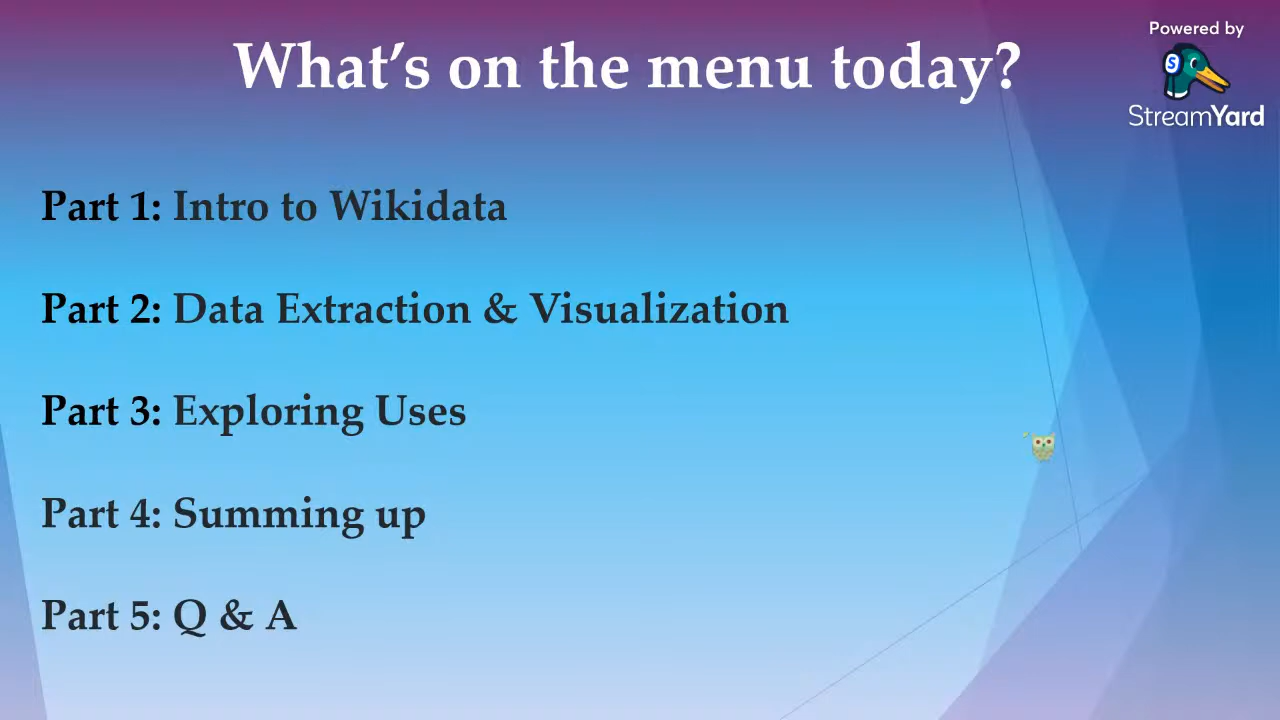 What's on the menu today?
Powered by
StreamYard
Part 1: Intro to Wikidata
Part 2: Data Extraction & Visualization
Part 3: Exploring Uses
Part 4: Summing up
Part 5: Q & A